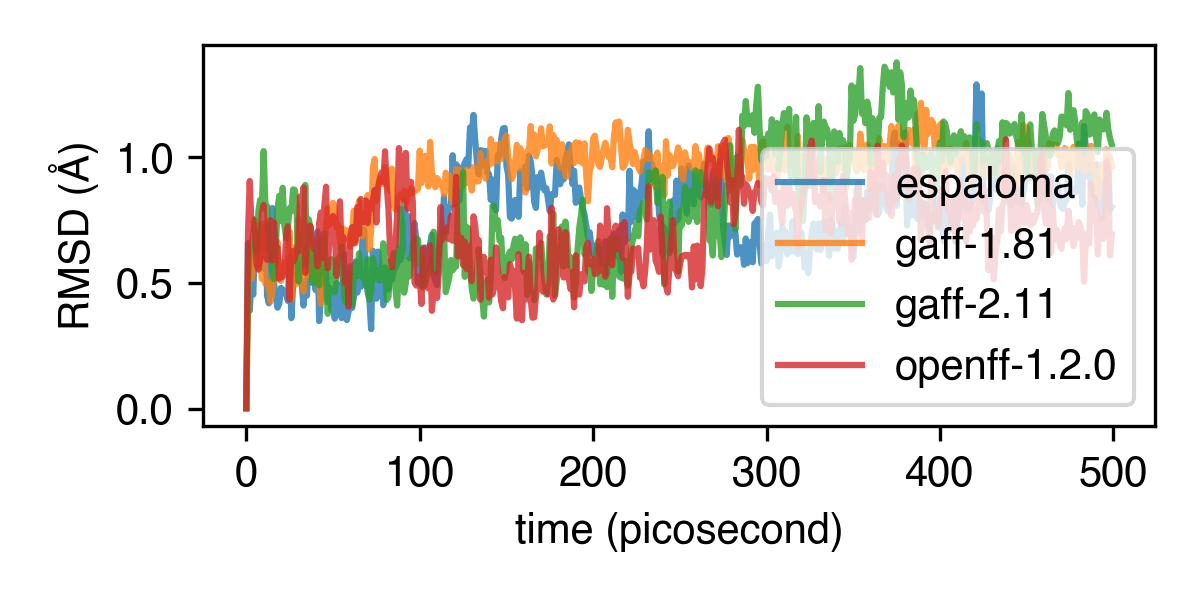 RMSD (Å)
1.0
0.5
0.0
espaloma
gaff-1.81
gaff-2.11
openff-1.2.0
0 100 200 300 400 500
time (picosecond)